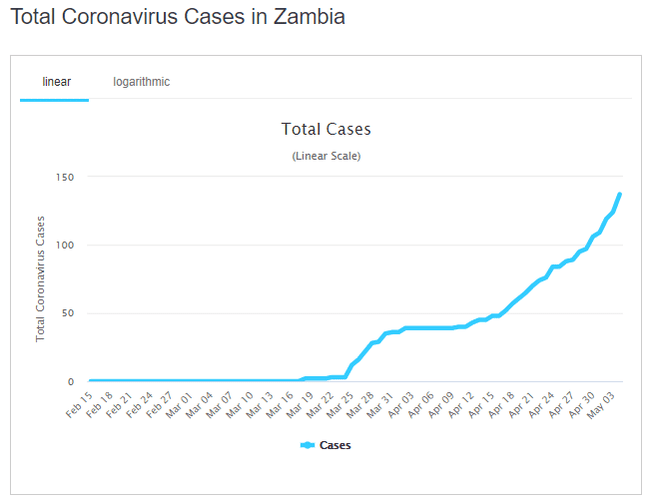 Total Coronavirus Cases in Zambia
linear logarithmic
Total Cases
(Linear Scale)
Total Coronavirus Cases
150
100
50
0
Feb 15 Feb 18 Feb 21 Feb 24 Feb 27 Mar 01 Mar 04 Mar 07 Mar 10 Mar 13 Mar 16 Mar 19 Mar 22 Mar 25 Mar 28 Mar 31 Apr 03 Apr 06 Apr 09 Apr 12 Apr 15 Apr 18 Apr 21 Apr 24 Apr 27 Apr 30 May 03
Cases